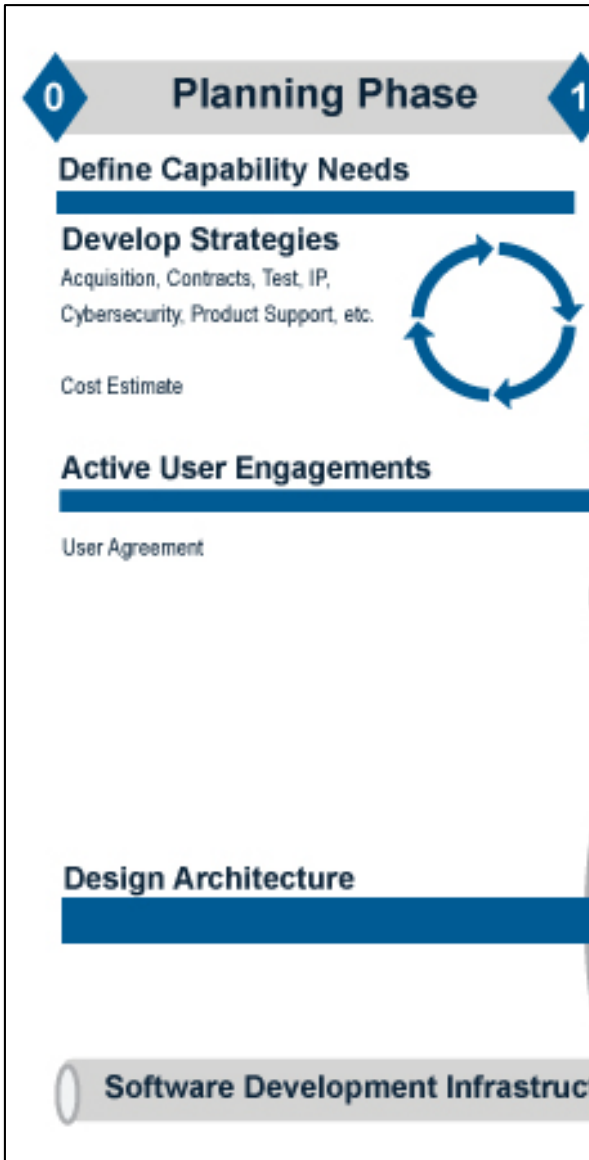 0 Planning Phase 1
Define Capability Needs
Develop Strategies
Acquisition, Contracts, Test, IP,
Cybersecurity, Product Support, etc.
Cost Estimate
Active User Engagements
User Agreement
Design Architecture
Software Development Infrastruc